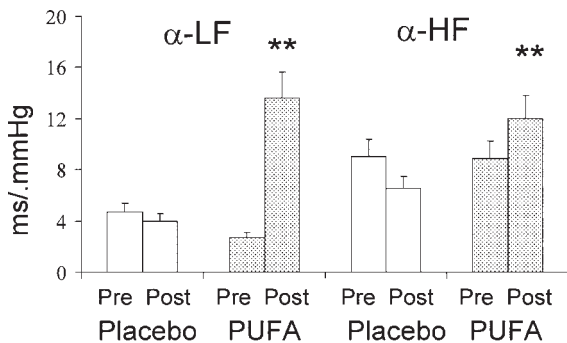 20
α-LF
α-HF
**
**
16
12
8
4
0
ms/.mmHg
Pre Post Pre Post Pre Post Pre Post
Placebo PUFA Placebo PUFA